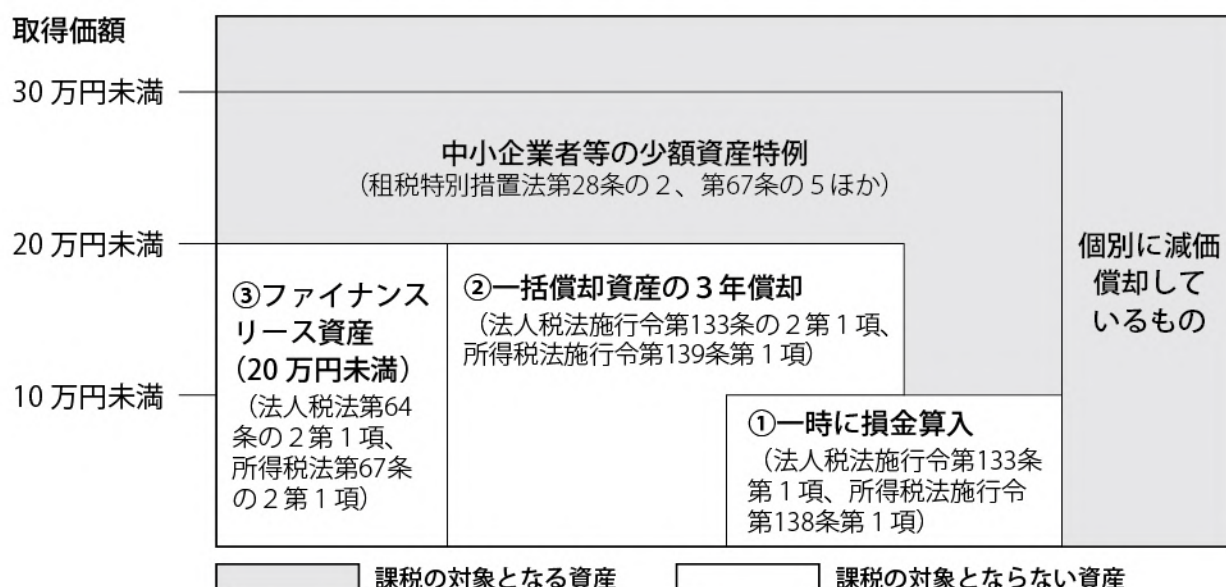 取得価額
30 万円未満
中小企業者等の少額資産特例
（租税特別措置法第28条の２、第67条の５ほか）
20 万円未満
③ファイナンス
リース資産
（20 万円未満）
（法人税法第64
条の２第１項、
所得税法第67条
の２第１項）
②一括償却資産の３年償却
（法人税法施行令第133条の２第１項、
所得税法施行令第139条第１項）
個別に減価
償却して
いるもの
10 万円未満
①一時に損金算入
（法人税法施行令第133条
第１項、所得税法施行令
第138条第１項）
課税の対象となる資産
課税の対象とならない資産